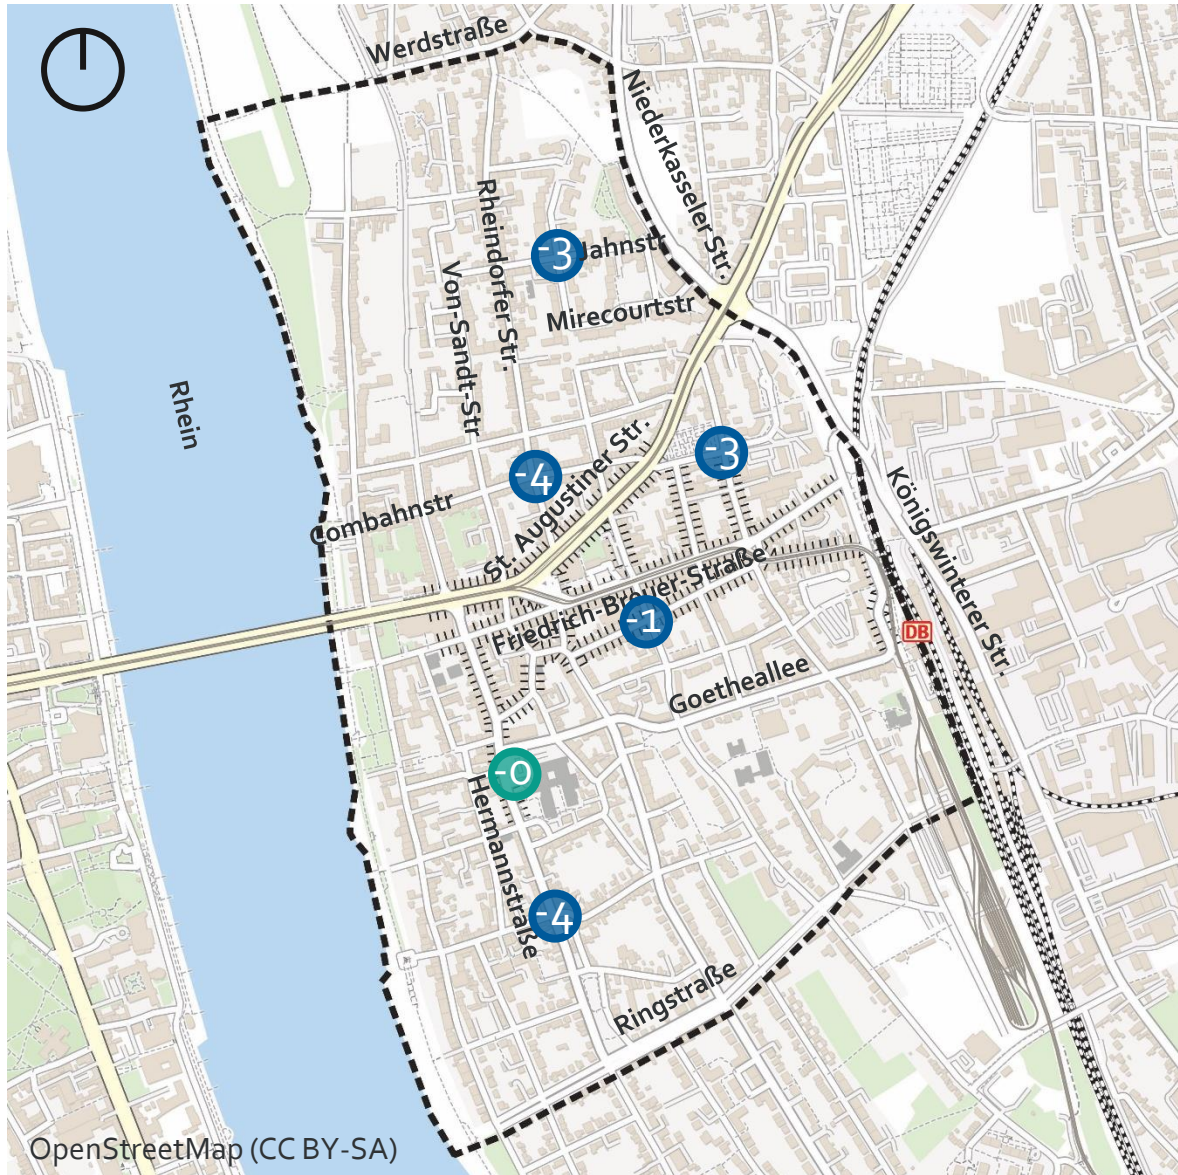 Werdstraße
Niederkasseler Str.
Rheindorfer Str.
-3
Jahnstr
Von-Sandt-Str
Mirecourtstr
Rhein
St. Augustiner Str.
-3
-4
Combahnstr
Königswinterer Str.
Friedrich-Breuer-Straße
-1
DB
Goetheallee
-0
Hermannstraße
-4
Ringstraße
OpenStreetMap (CC BY-SA)